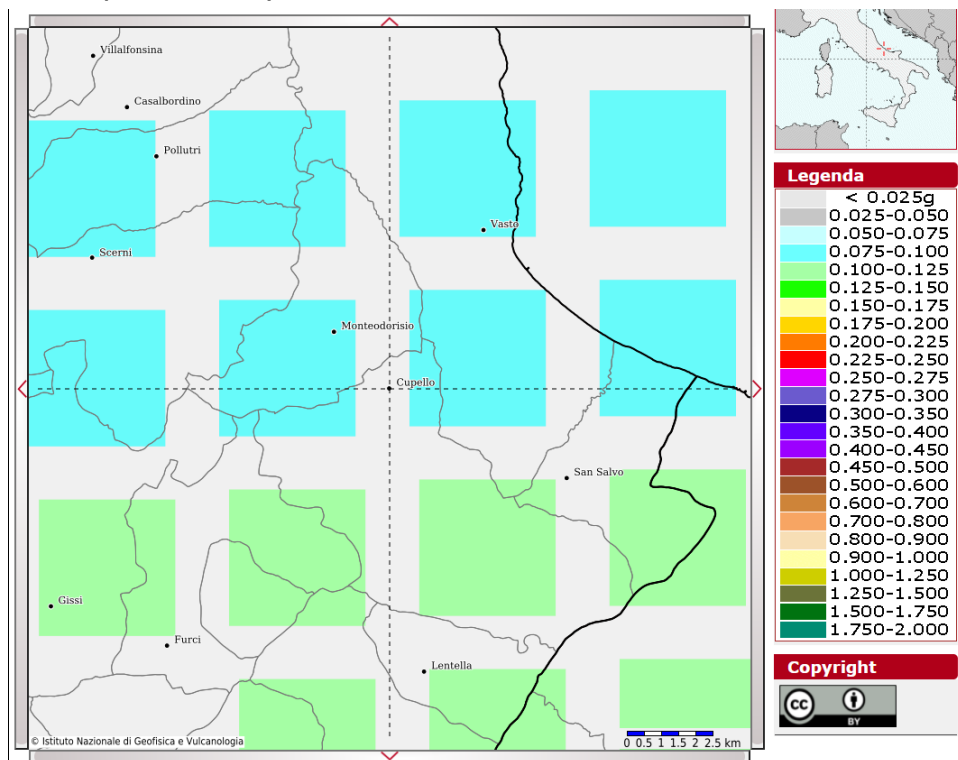 Villalfonsina
Casalbordino
Pollutri
Vasto
Scerni
Monteodorisio
Cupello
San Salvo
Gissi
Furci
Lentella
© Istituto Nazionale di Geofisica e Vulcanologia
0 0.5 1 1.5 2 2.5 km
Legenda
< 0.025g
0.025-0.050
0.050-0.075
0.075-0.100
0.100-0.125
0.125-0.150
0.150-0.175
0.175-0.200
0.200-0.225
0.225-0.250
0.250-0.275
0.275-0.300
0.300-0.350
0.350-0.400
0.400-0.450
0.450-0.500
0.500-0.600
0.600-0.700
0.700-0.800
0.800-0.900
0.900-1.000
1.000-1.250
1.250-1.500
1.500-1.750
1.750-2.000
Copyright
cc
BY